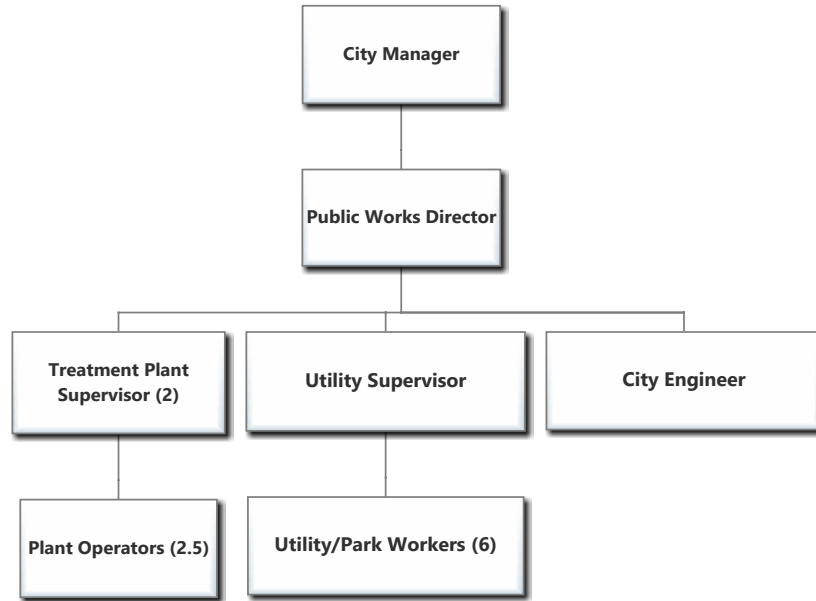 City Manager
Public Works Director
Treatment Plant
Supervisor (2)
Utility Supervisor
City Engineer
Plant Operators (2.5)
Utility/Park Workers (6)